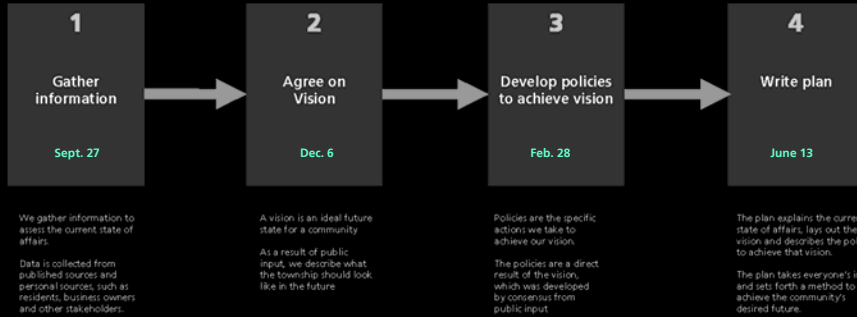 1
Gather
information
Sept. 27
We gather information to
assess the current state of
affairs.
Data is collected from
published sources and
personal sources, such as
residents, business owners
and other stakeholders.
2
Agree on
Vision
Dec. 6
A vision is an ideal future
state for a community
As a result of public
input, we describe what
the township should look
like in the future
3
Develop policies
to achieve vision
Feb. 28
Policies are the specific
actions we take to
achieve our vision.
The policies are a direct
result of the vision,
which was developed
by consensus from
public input
4
Write plan
June 13
The plan explains the
state of affairs, lays out the
vision and describes the
to achieve that vision.
The plan takes everyone's
and sets forth a method to
achieve the community's
desired future.